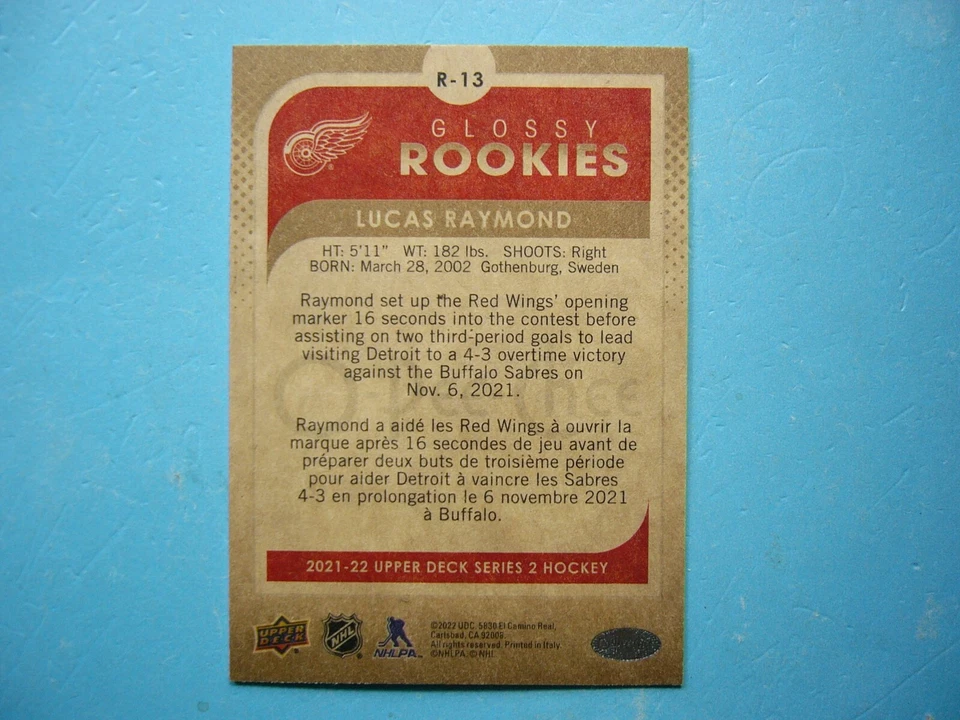 R-13
GLOSSY
ROOKIES
LUCAS RAYMOND
HT: 5'11" WT: 182 lbs. SHOOTS: Right
BORN: March 28, 2002 Gothenburg, Sweden
Raymond set up the Red Wings' opening
marker 16 seconds into the contest before
assisting on two third-period goals to lead
visiting Detroit to a 4-3 overtime victory
against the Buffalo Sabres on
Nov. 6, 2021.
Raymond a aidé les Red Wings à ouvrir la
marque après 16 secondes de jeu avant de
préparer deux buts de troisième période
pour aider Detroit à vaincre les Sabres
4-3 en prolongation le 6 novembre 2021
à Buffalo.
2021-22 UPPER DECK SERIES 2 HOCKEY
UPPER
DECK
NHL
NHLPA
©2022 UDC. 5830 El Camino Real,
Carlsbad, CA 92008.
All rights reserved. Printed in Italy.
©NHLPA. © NHL.